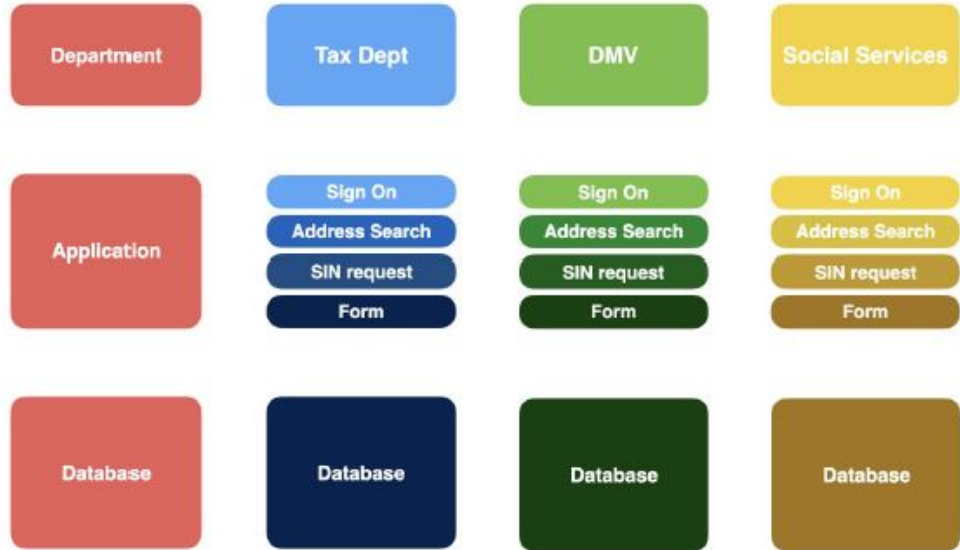 Department
Tax Dept
DMV
Social Services
Application
Sign On
Address Search
SIN request
Form
Sign On
Address Search
SIN request
Form
Sign On
Address Search
SIN request
Form
Database
Database
Database
Database